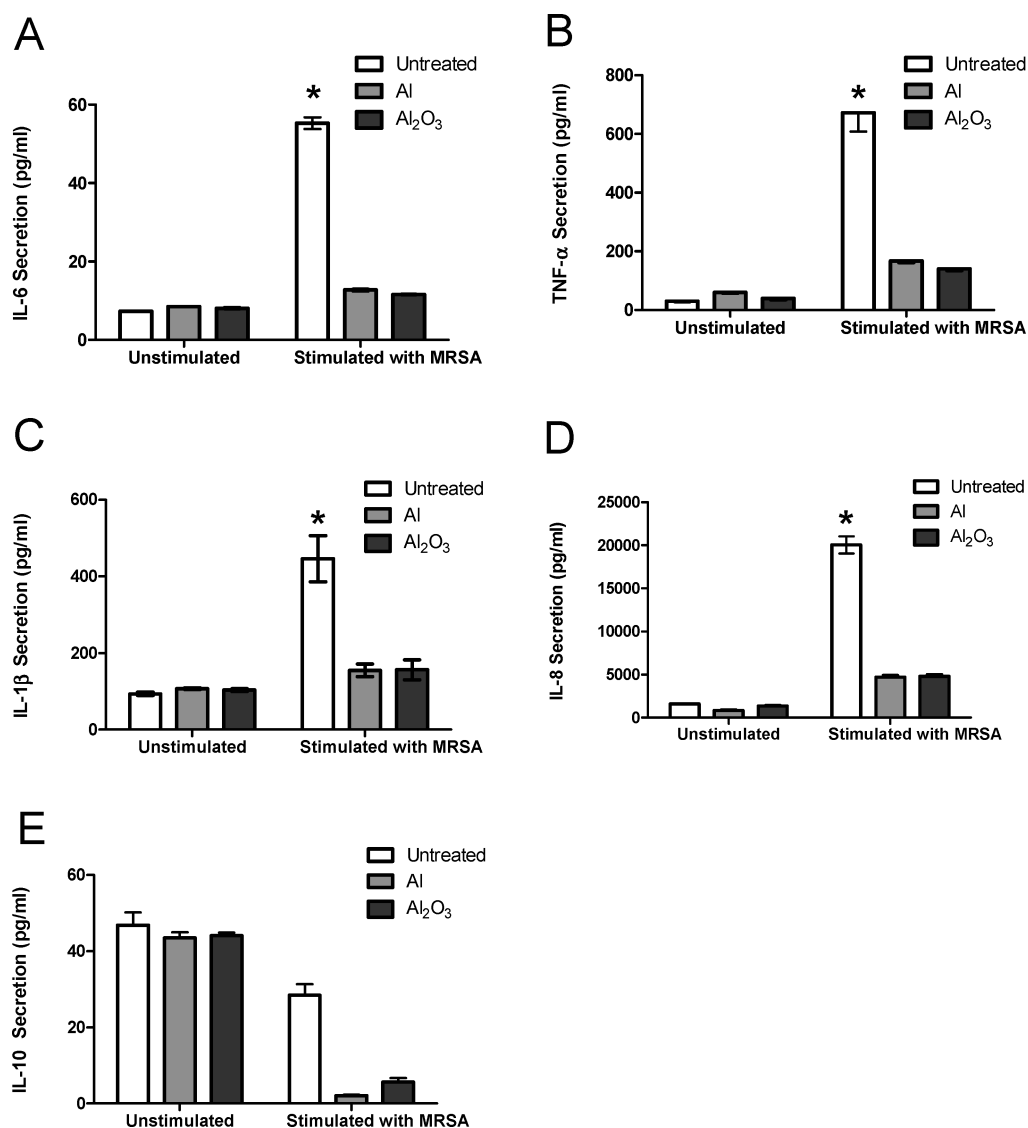 A
IL-6 Secretion (pg/ml)
60
40
20
0
*
Untreated
Al
Al₂O₃
Unstimulated
Stimulated with MRSA
B
TNF-α Secretion (pg/ml)
800
600
400
200
0
*
Untreated
Al
Al₂O₃
Unstimulated
Stimulated with MRSA
C
IL-1β Secretion (pg/ml)
600
400
200
0
*
Untreated
Al
Al₂O₃
Unstimulated
Stimulated with MRSA
D
IL-8 Secretion (pg/ml)
25000
20000
15000
10000
5000
0
*
Untreated
Al
Al₂O₃
Unstimulated
Stimulated with MRSA
E
IL-10 Secretion (pg/ml)
60
40
20
0
Untreated
Al
Al₂O₃
Unstimulated
Stimulated with MRSA